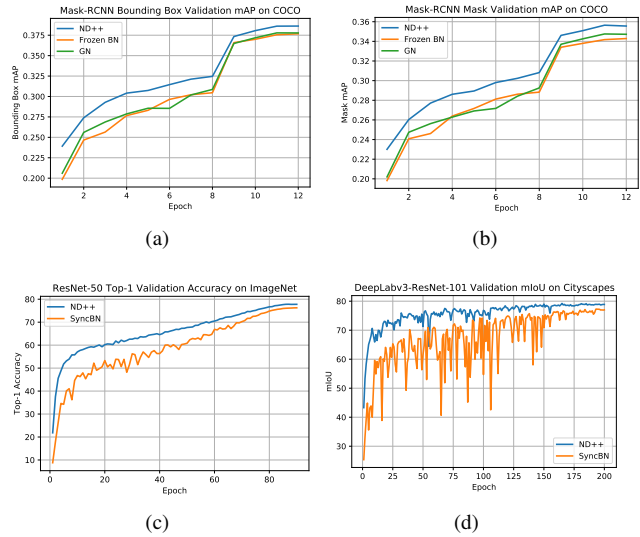 Mask-RCNN Bounding Box Validation mAP on COCO
ND++
Frozen BN
GN
0.375
0.350
0.325
0.300
0.275
0.250
0.225
0.200
Bounding Box mAP
2 4 6 8 10 12
Epoch
(a)
Mask-RCNN Mask Validation mAP on COCO
ND++
Frozen BN
GN
0.36
0.34
0.32
0.30
0.28
0.26
0.24
0.22
0.20
Mask mAP
2 4 6 8 10 12
Epoch
(b)
ResNet-50 Top-1 Validation Accuracy on ImageNet
ND++
SyncBN
80
70
60
50
40
30
20
10
Top-1 Accuracy
0 20 40 60 80
Epoch
(c)
DeepLabv3-ResNet-101 Validation mIoU on Cityscapes
80
70
60
50
40
30
mIoU
ND++
SyncBN
0 25 50 75 100 125 150 175 200
Epoch
(d)